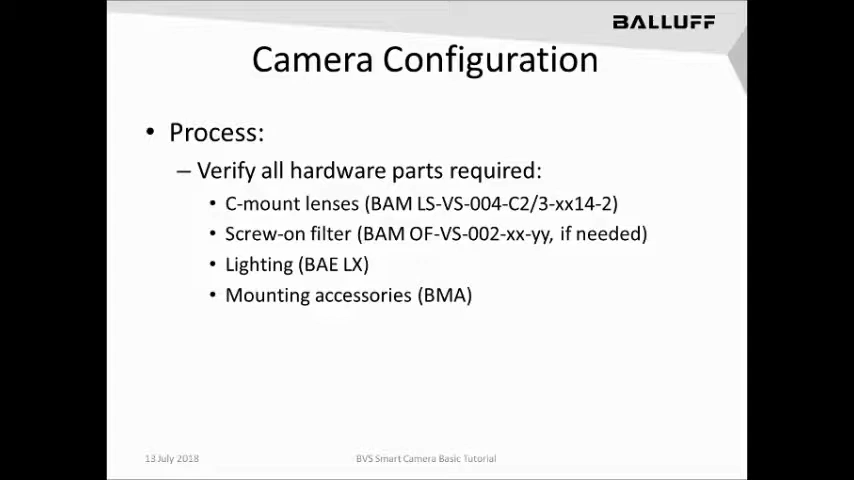 BALLUFF
Camera Configuration
• Process:
– Verify all hardware parts required:
• C-mount lenses (BAM LS-VS-004-C2/3-xx14-2)
• Screw-on filter (BAM OF-VS-002-xx-yy, if needed)
• Lighting (BAE LX)
• Mounting accessories (BMA)
13 July 2018
BVS Smart Camera Basic Tutorial